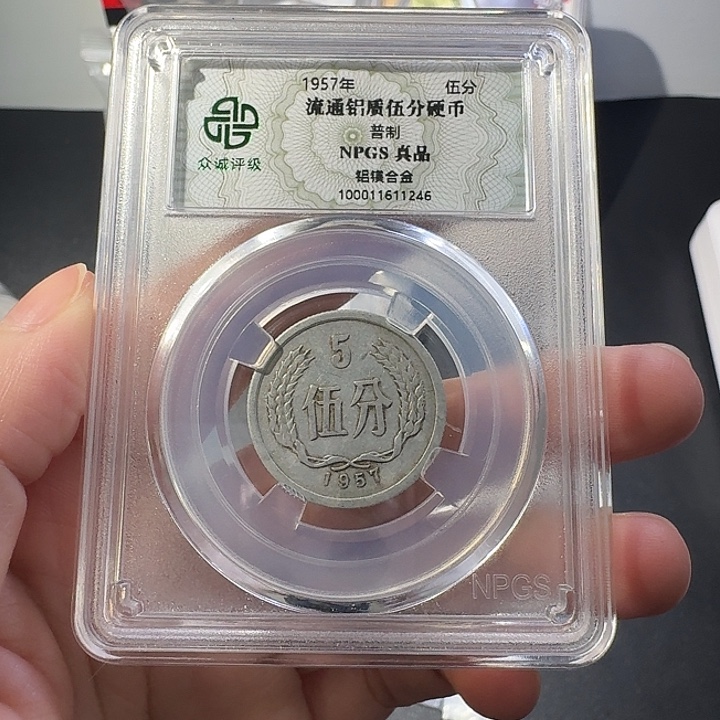 1957年 伍分
流通铝质伍分硬币
普制
NPGS 真品
铝镁合金
100011611246
众诚评级
5
伍分
1957
NPGS